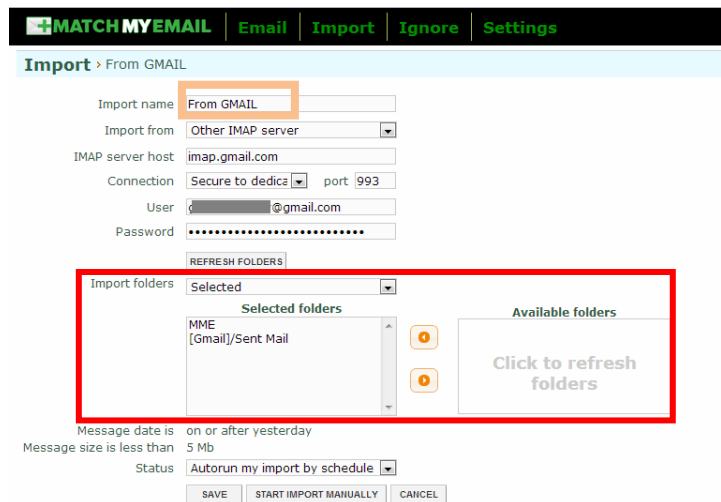 MATCHMYEMAIL Email Import Ignore Settings
Import › From GMAIL
Import name From GMAIL
Import from Other IMAP server
IMAP server host imap.gmail.com
Connection Secure to dedica port 993
User @gmail.com
Password ••••••••••••••••••••••••••
REFRESH FOLDERS
Import folders Selected
Selected folders
Available folders
MME
[Gmail]/Sent Mail
Click to refresh
folders
Message date is on or after yesterday
Message size is less than 5 Mb
Status Autorun my import by schedule
SAVE START IMPORT MANUALLY CANCEL